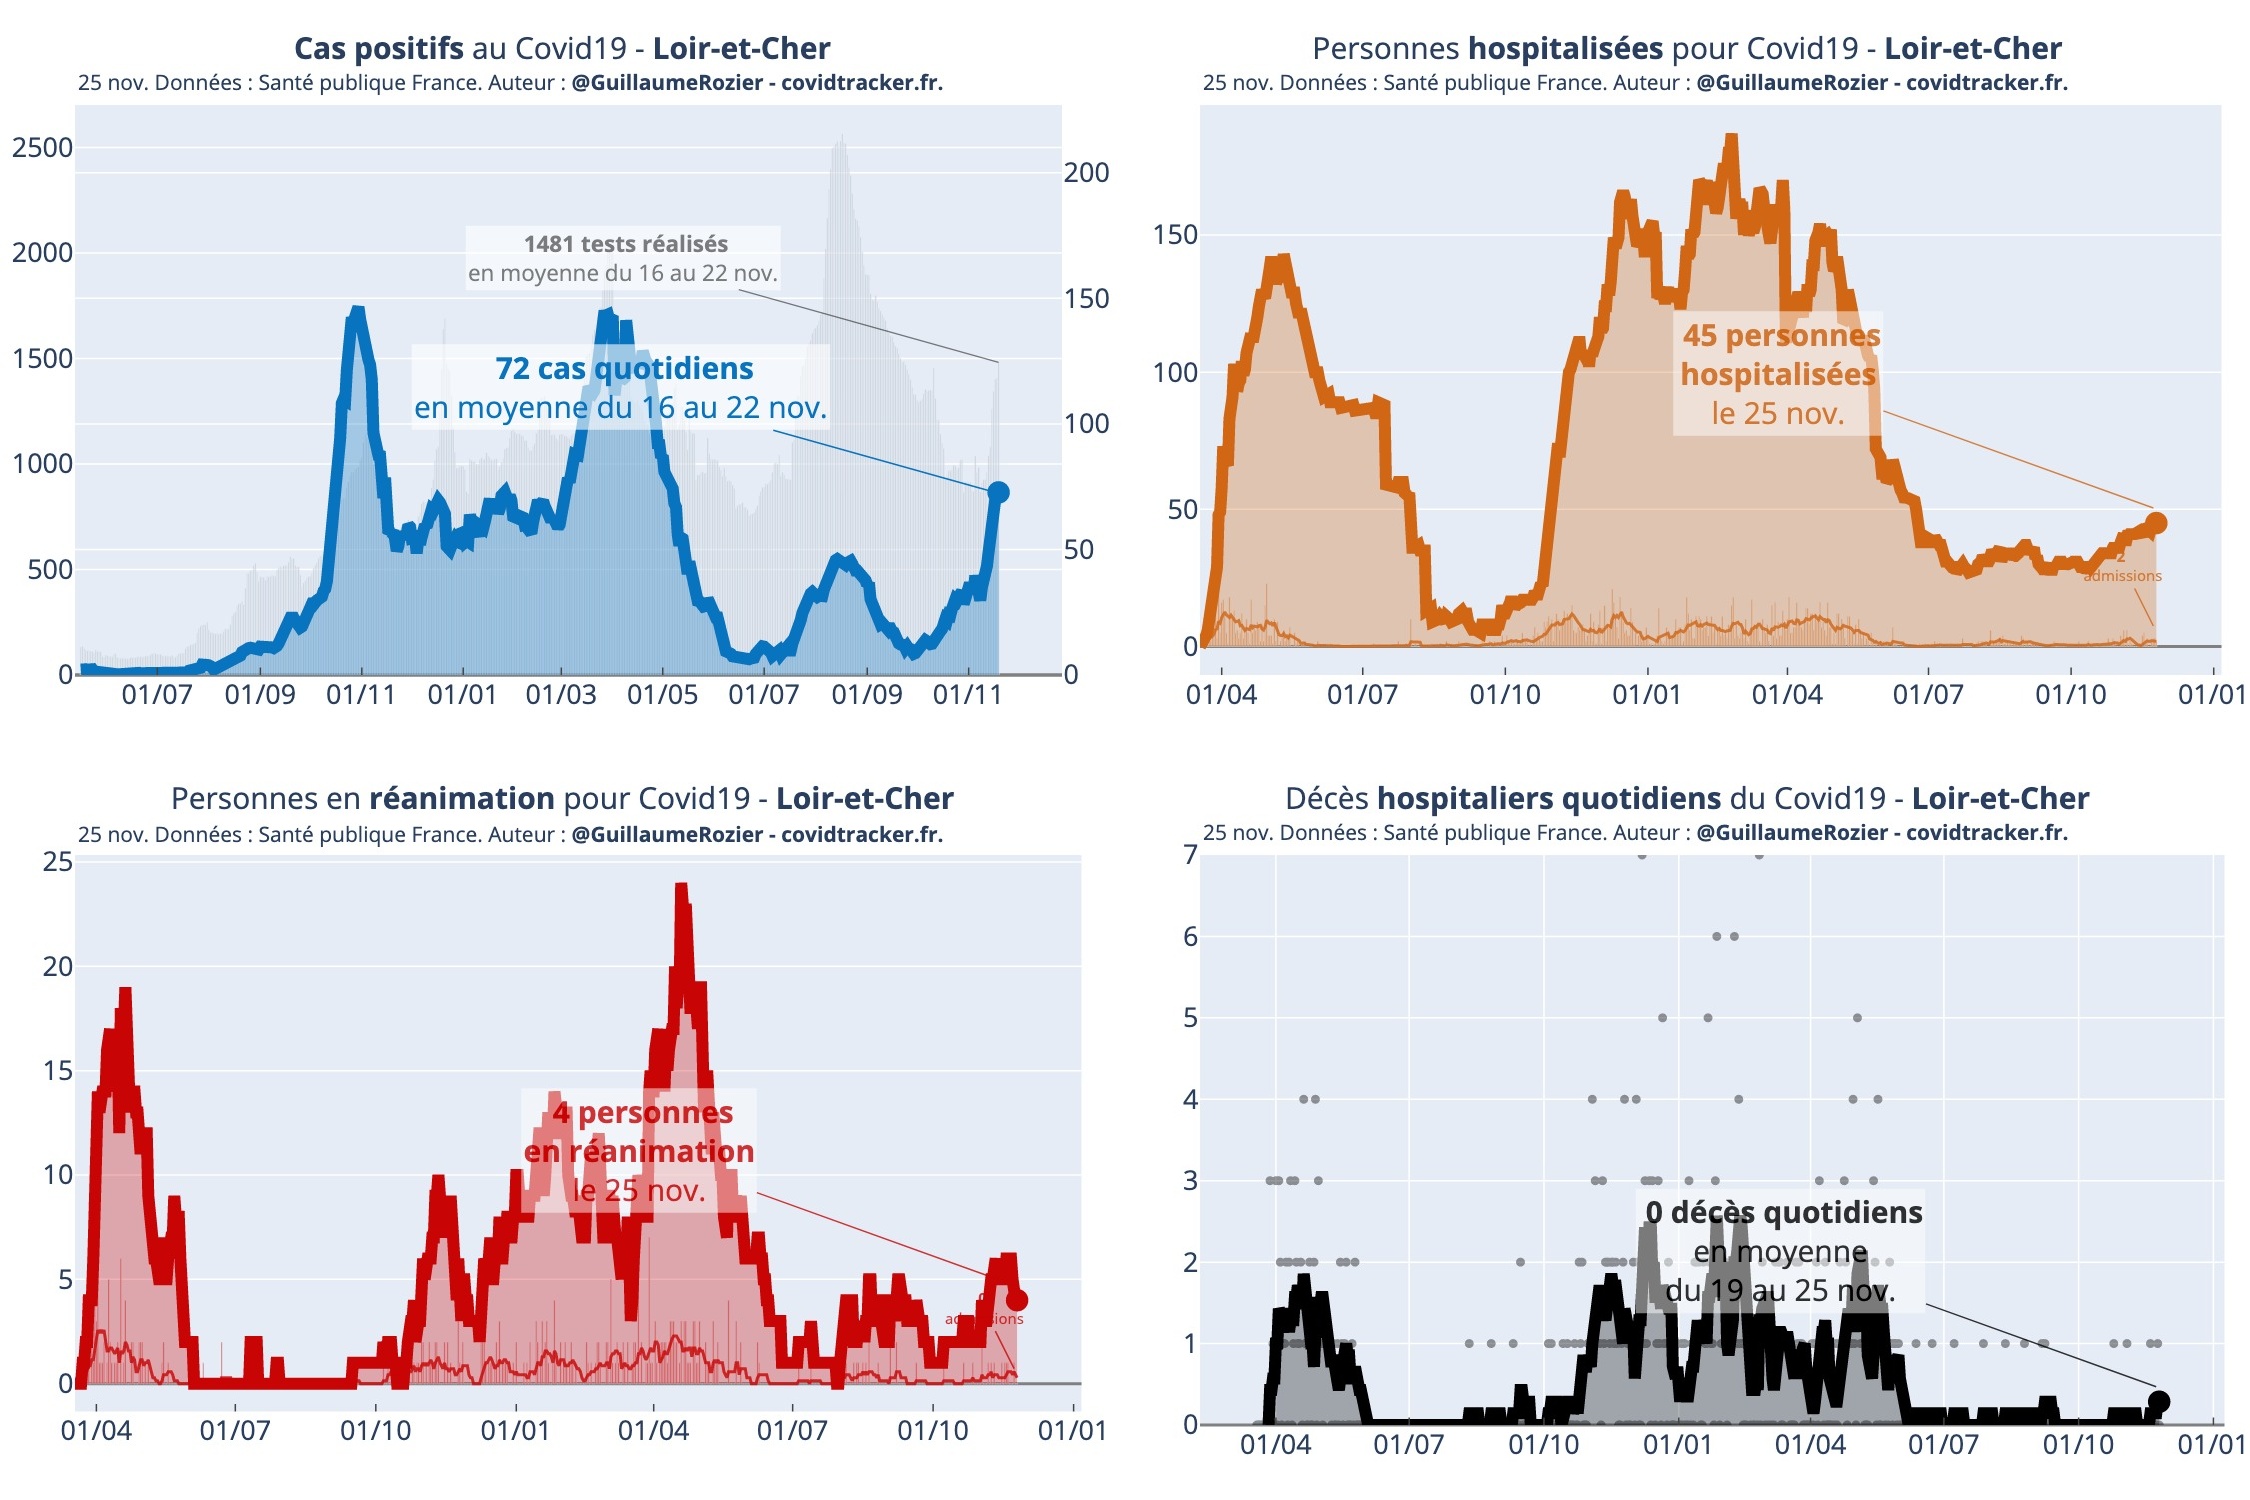 Cas positifs au Covid19 - Loir-et-Cher
25 nov. Données : Santé publique France. Auteur : @GuillaumeRozier - covidtracker.fr.
2500
2000
1500
1000
500
0
200
150
100
50
0
1481 tests réalisés
en moyenne du 16 au 22 nov.
72 cas quotidiens
en moyenne du 16 au 22 nov.
01/07 01/09 01/11 01/01 01/03 01/05 01/07 01/09 01/11
Personnes hospitalisées pour Covid19 - Loir-et-Cher
25 nov. Données : Santé publique France. Auteur : @GuillaumeRozier - covidtracker.fr.
150
100
50
0
45 personnes
hospitalisées
le 25 nov.
2
admissions
01/04 01/07 01/10 01/01 01/04 01/07 01/10 01/01
Personnes en réanimation pour Covid19 - Loir-et-Cher
25 nov. Données : Santé publique France. Auteur : @GuillaumeRozier - covidtracker.fr.
25
20
15
10
5
0
4 personnes
en réanimation
le 25 nov.
admissions
01/04 01/07 01/10 01/01 01/04 01/07 01/10 01/01
Décès hospitaliers quotidiens du Covid19 - Loir-et-Cher
25 nov. Données : Santé publique France. Auteur : @GuillaumeRozier - covidtracker.fr.
7
6
5
4
3
2
1
0
0 décès quotidiens
en moyenne
du 19 au 25 nov.
01/04 01/07 01/10 01/01 01/04 01/07 01/10 01/01